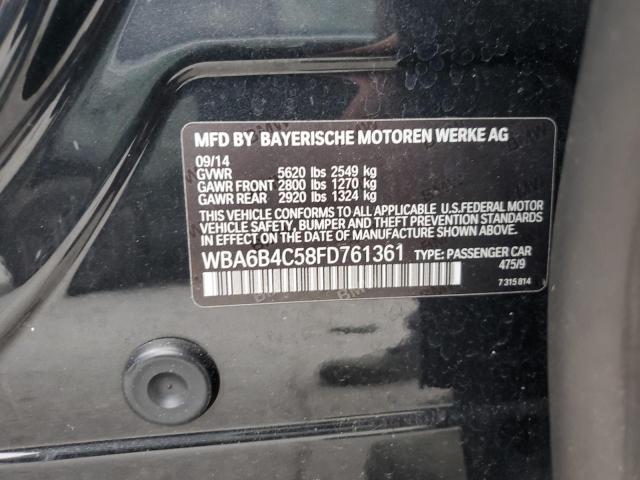 MFD BY BAYERISCHE MOTOREN WERKE AG
09/14
GVWR 5620 lbs 2549 kg
GAWR FRONT 2800 lbs 1270 kg
GAWR REAR 2920 lbs 1324 kg
THIS VEHICLE CONFORMS TO ALL APPLICABLE U.S.FEDERAL MOTOR
VEHICLE SAFETY, BUMPER AND THEFT PREVENTION STANDARDS
IN EFFECT ON THE DATE OF MANUFACTURE SHOWN ABOVE.
WBA6B4C58FD761361 TYPE: PASSENGER CAR
475/9
7 315 814